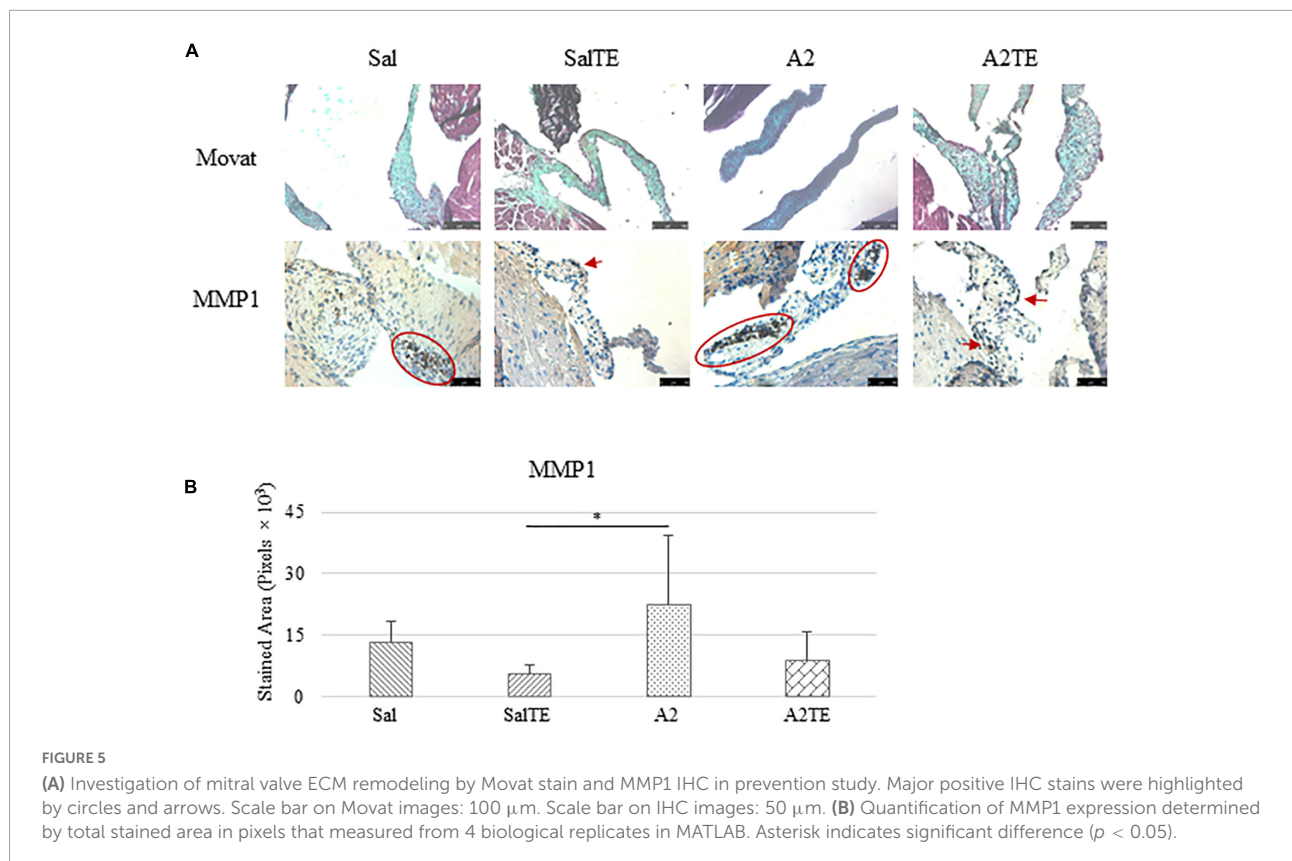 A
Sal SalTE A2 A2TE
Movat
MMP1
B
MMP1
Stained Area (Pixels × 10³)
45
*
30
15
0
Sal SalTE A2 A2TE
FIGURE 5
(A) Investigation of mitral valve ECM remodeling by Movat stain and MMP1 IHC in prevention study. Major positive IHC stains were highlighted
by circles and arrows. Scale bar on Movat images: 100 μm. Scale bar on IHC images: 50 μm. (B) Quantification of MMP1 expression determined
by total stained area in pixels that measured from 4 biological replicates in MATLAB. Asterisk indicates significant difference (p < 0.05).